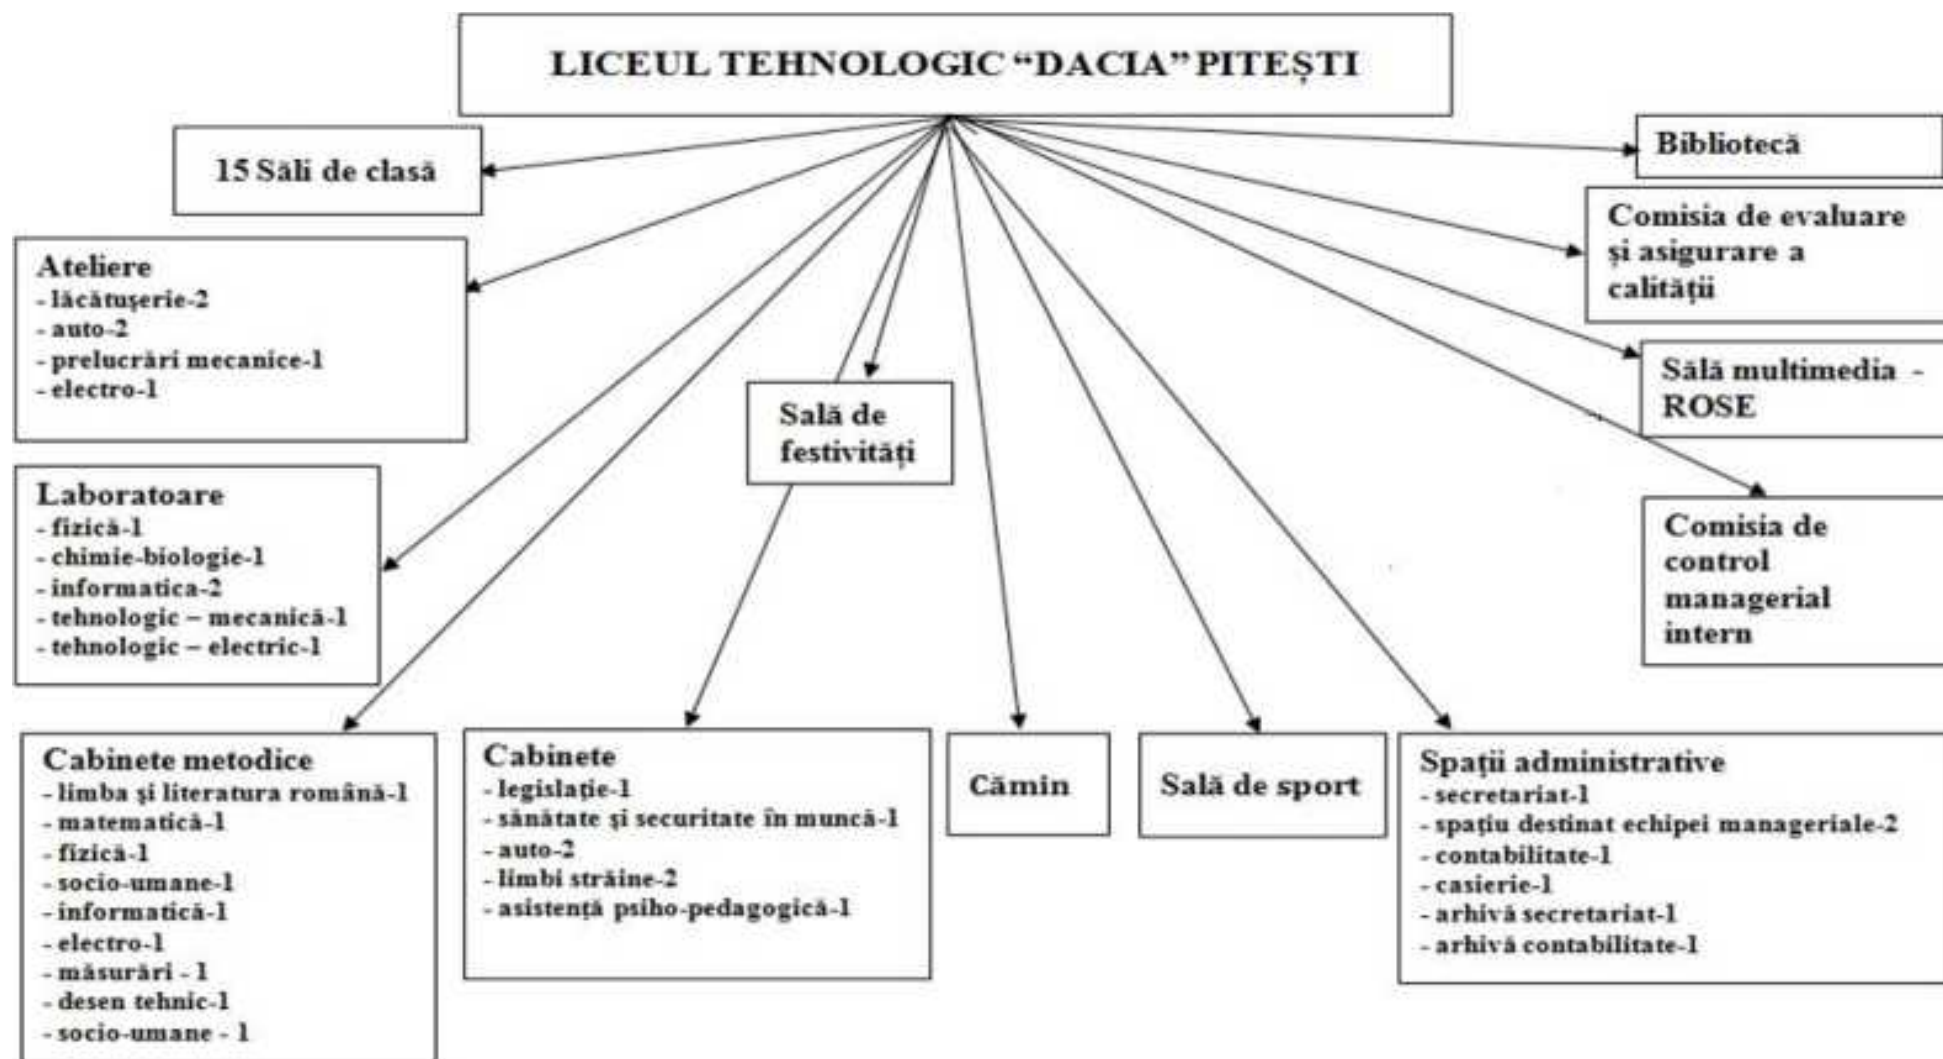 LICEUL TEHNOLOGIC “DACIA” PITEȘTI
15 Săli de clasă
Bibliotecă
Comisia de evaluare
și asigurare a
calității
Ateliere
- lăcătușerie-2
- auto-2
- prelucrări mecanice-1
- electro-1
Sălă multimedia -
ROSE
Sală de
festivități
Laboratoare
- fizică-1
- chimie-biologie-1
- informatica-2
- tehnologic – mecanică-1
- tehnologic – electric-1
Comisia de
control
managerial
intern
Cabinete metodice
- limba și literatura română-1
- matematică-1
- fizică-1
- socio-umane-1
- informatică-1
- electro-1
- măsurări - 1
- desen tehnic-1
- socio-umane - 1
Cabinete
- legislație-1
- sănătate și securitate în muncă-1
- auto-2
- limbi străine-2
- asistență psiho-pedagogică-1
Cămin
Sală de sport
Spații administrative
- secretariat-1
- spațiu destinat echipei manageriale-2
- contabilitate-1
- casierie-1
- arhivă secretariat-1
- arhivă contabilitate-1